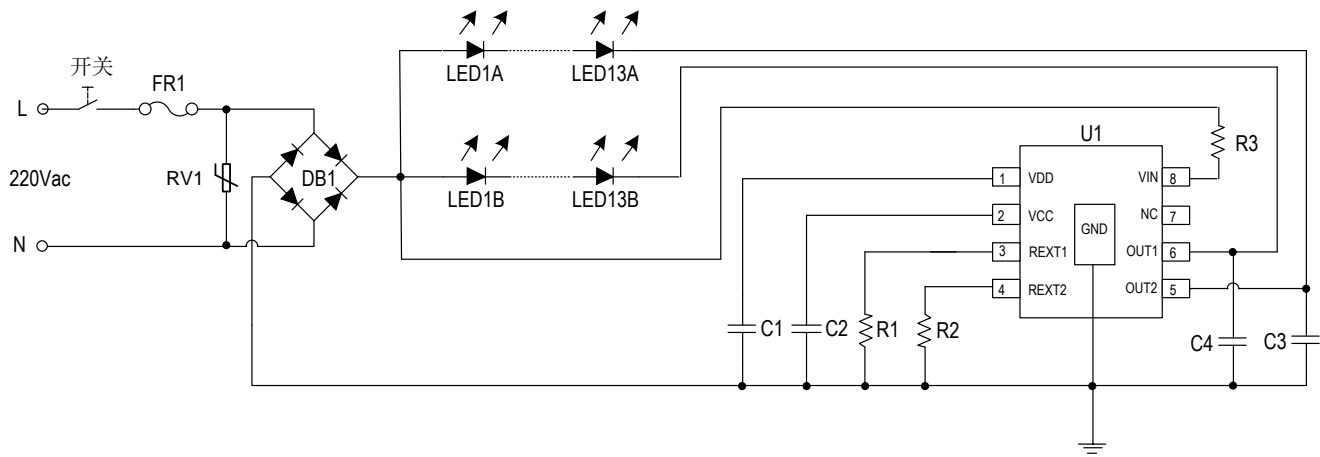 开关
L
FR1
220Vac
RV1
DB1
N
LED1A
LED13A
LED1B
LED13B
U1
R3
1
VDD
2
VCC
3
REXT1
4
REXT2
GND
VIN
8
NC
7
OUT1
6
OUT2
5
C1
C2
R1
R2
C4
C3